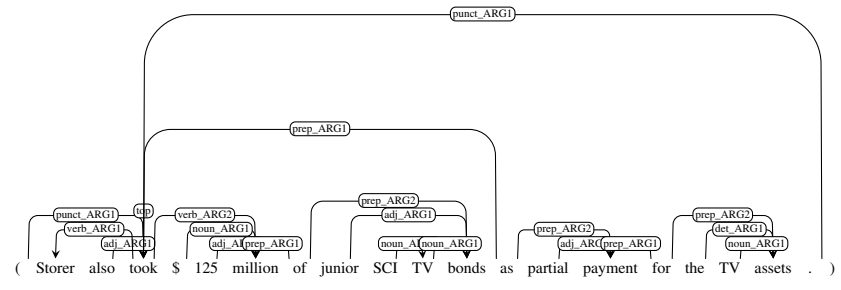 punct_ARG1
prep_ARG1
top
prep_ARG2
punct_ARG1 verb_ARG2 adj_ARG1 prep_ARG2
verb_ARG1 noun_ARG1 prep_ARG2 det_ARG1
adj_ARG1 prep_ARG1 noun_ARG1 prep_ARG1 noun_ARG1
( Storer also took $ 125 million of junior SCI TV bonds as partial payment for the TV assets . )